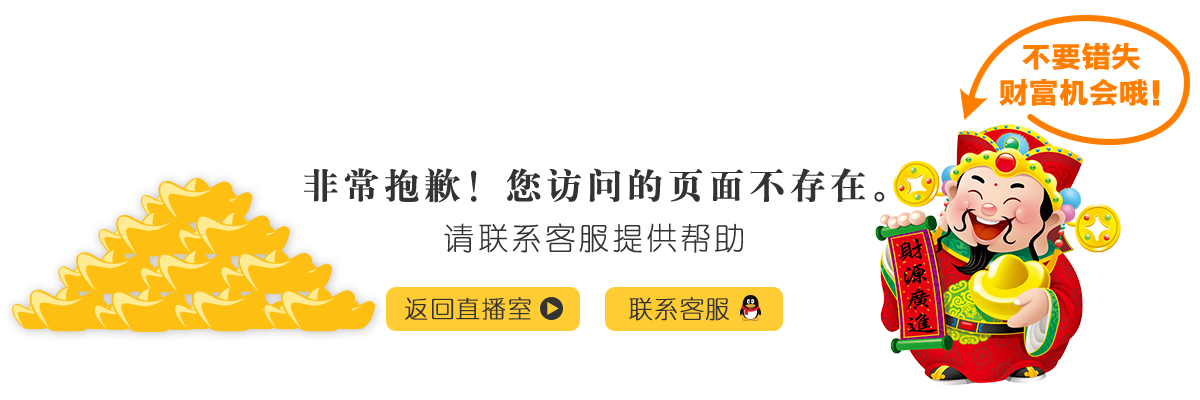 不要错失
财富机会哦！
非常抱歉！您访问的页面不存在。
请联系客服提供帮助
返回直播室
联系客服
財源廣進